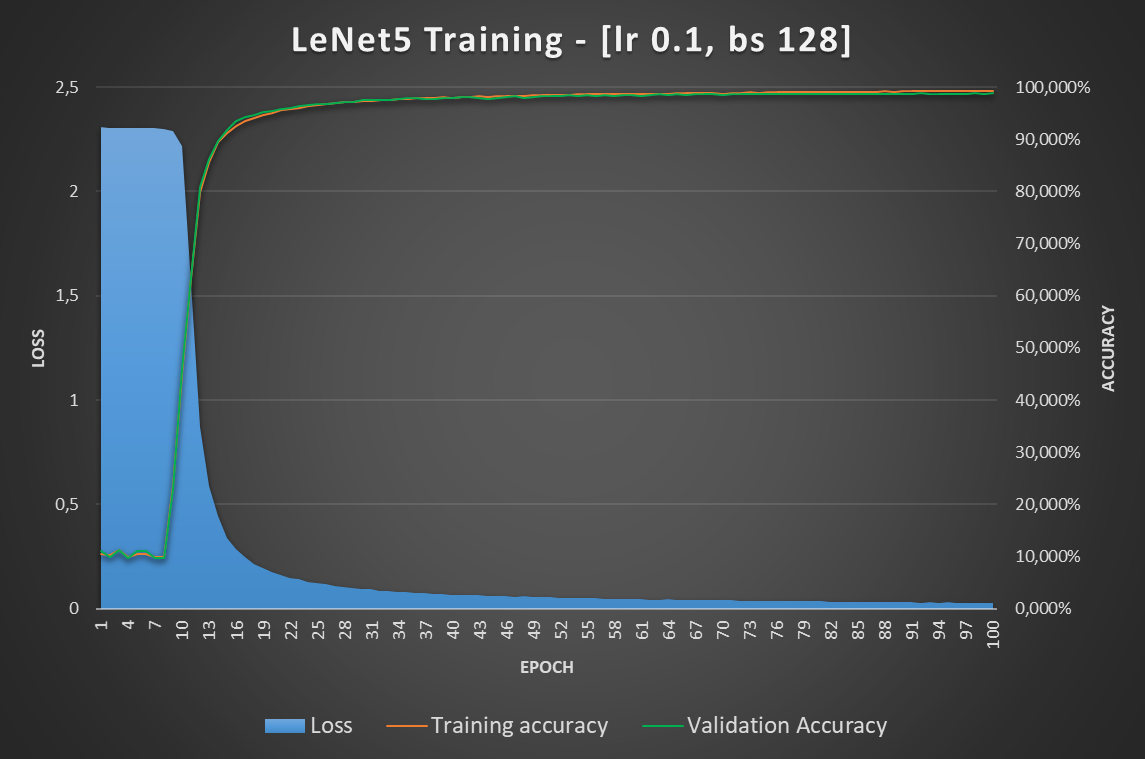 LeNet5 Training - [lr 0.1, bs 128]
2,5
2
1,5
1
0,5
0
LOSS
100,000%
90,000%
80,000%
70,000%
60,000%
50,000%
40,000%
30,000%
20,000%
10,000%
0,000%
ACCURACY
1 4 7 10 13 16 19 22 25 28 31 34 37 40 43 46 49 52 55 58 61 64 67 70 73 76 79 82 85 88 91 94 97 100
EPOCH
Loss Training accuracy Validation Accuracy